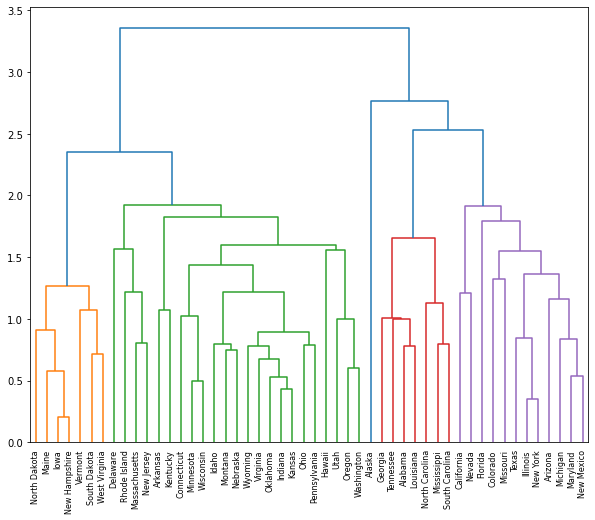 3.5
3.0
2.5
2.0
1.5
1.0
0.5
0.0
North Dakota
Maine
Iowa
New Hampshire
Vermont
South Dakota
West Virginia
Delaware
Rhode Island
Massachusetts
New Jersey
Arkansas
Kentucky
Connecticut
Minnesota
Wisconsin
Idaho
Montana
Nebraska
Wyoming
Virginia
Oklahoma
Indiana
Kansas
Ohio
Pennsylvania
Hawaii
Utah
Oregon
Washington
Alaska
Georgia
Tennessee
Alabama
Louisiana
North Carolina
Mississippi
South Carolina
California
Nevada
Florida
Colorado
Missouri
Texas
Illinois
New York
Arizona
Michigan
Maryland
New Mexico